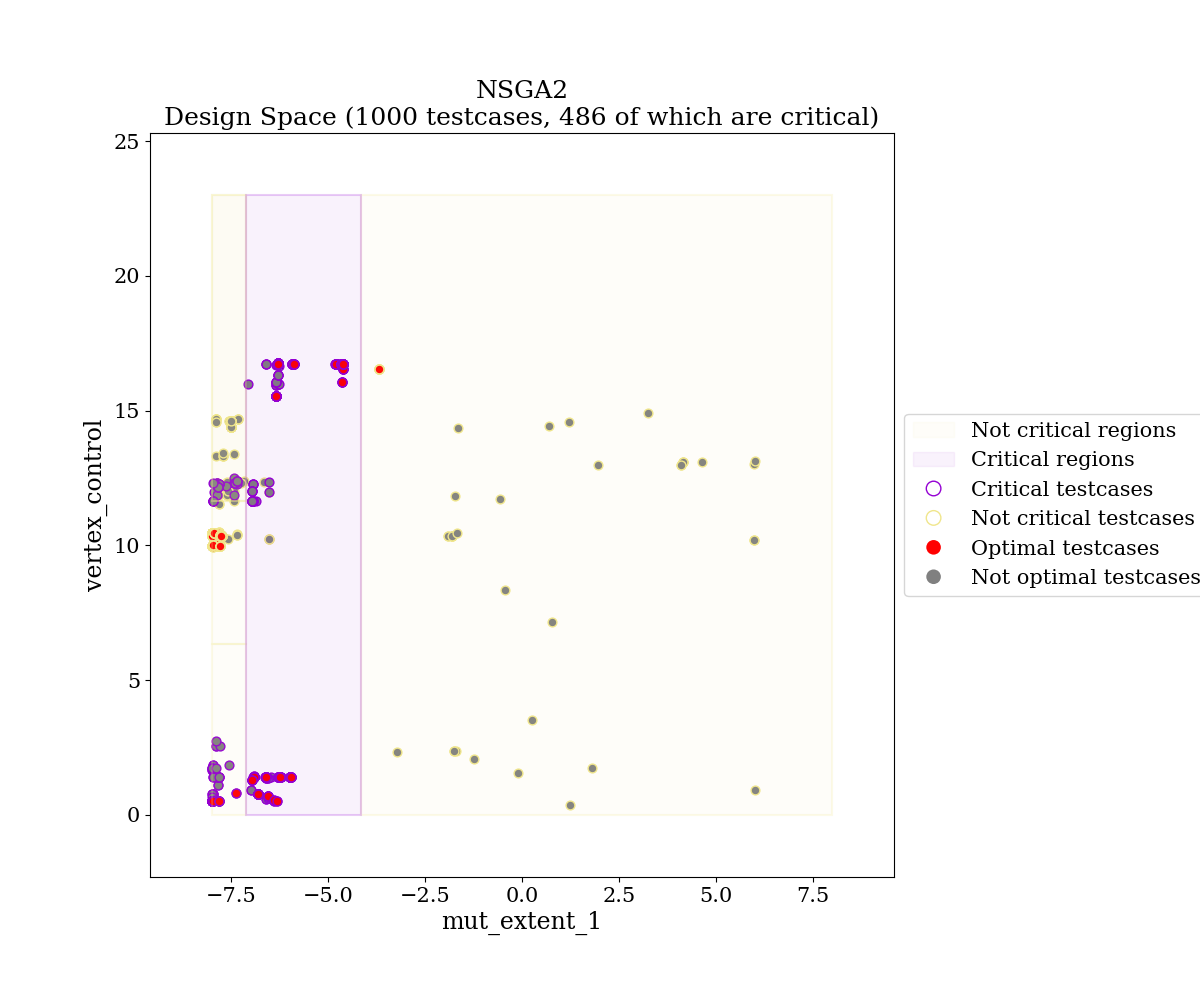 NSGA2
Design Space (1000 testcases, 486 of which are critical)
25
20
15
10
5
0
vertex_control
−7.5
−5.0
−2.5
0.0
2.5
5.0
7.5
mut_extent_1
Not critical regions
Critical regions
Critical testcases
Not critical testcases
Optimal testcases
Not optimal testcases